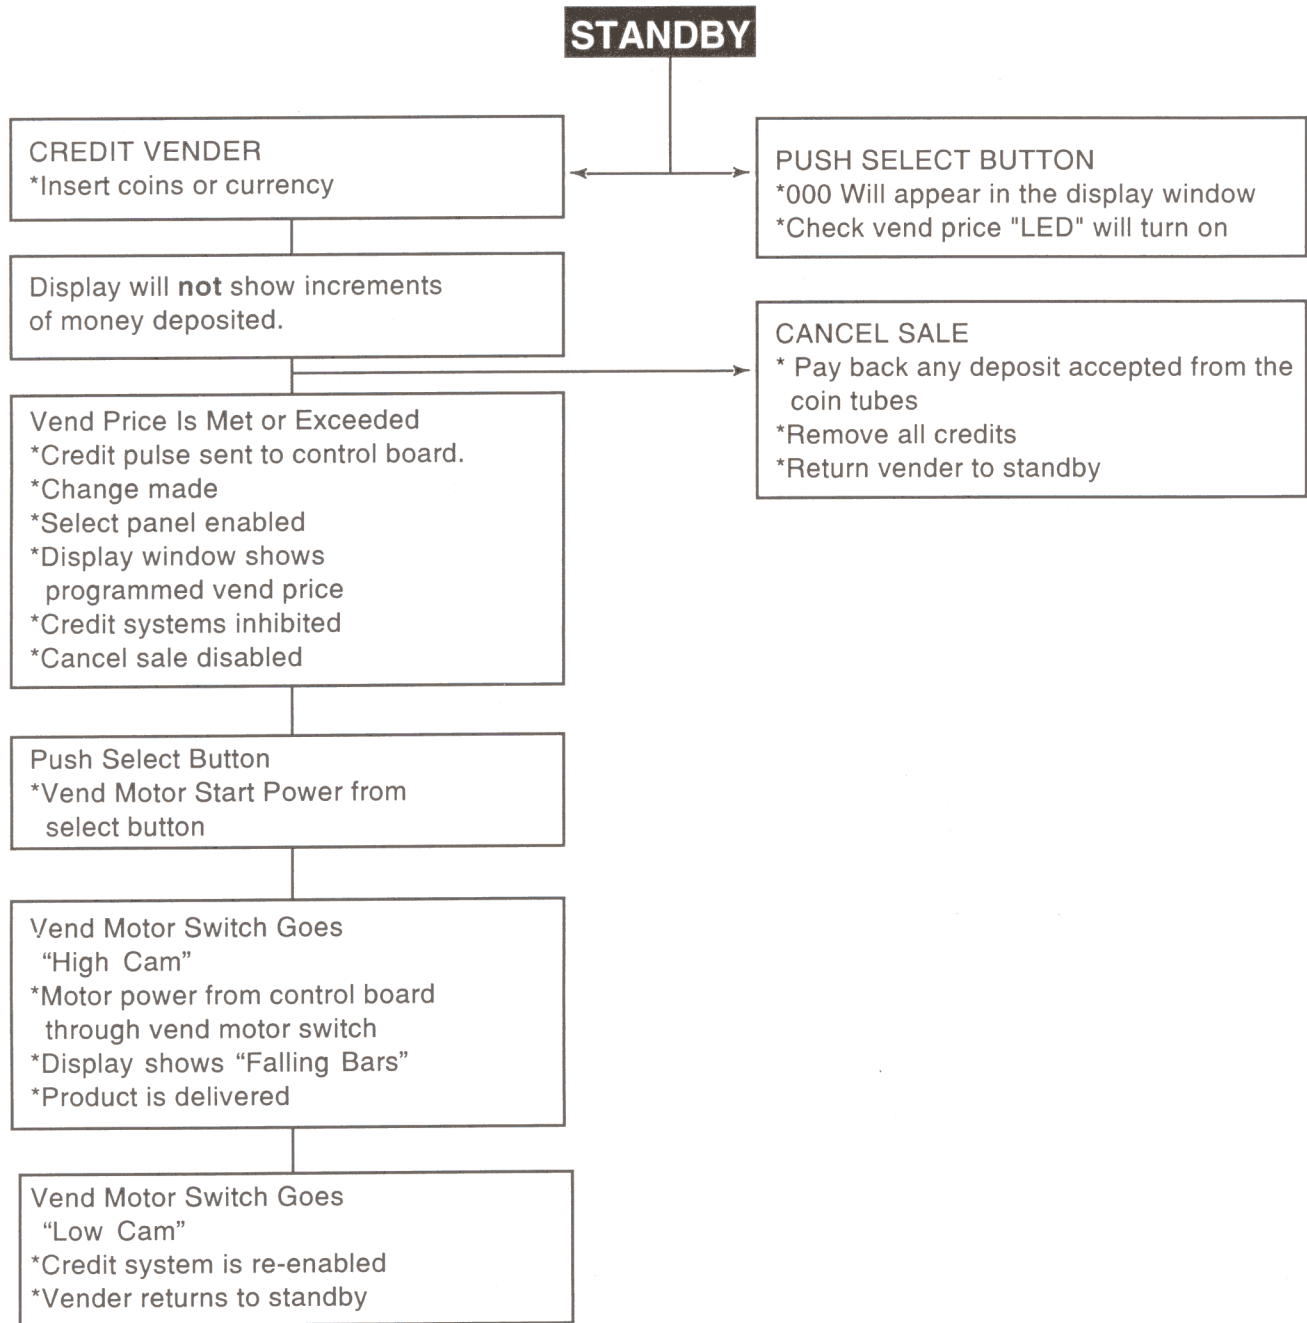 STANDBY
CREDIT VENDER
*Insert coins or currency
PUSH SELECT BUTTON
*000 Will appear in the display window
*Check vend price "LED" will turn on
Display will not show increments
of money deposited.
CANCEL SALE
* Pay back any deposit accepted from the
coin tubes
*Remove all credits
*Return vender to standby
Vend Price Is Met or Exceeded
*Credit pulse sent to control board.
*Change made
*Select panel enabled
*Display window shows
programmed vend price
*Credit systems inhibited
*Cancel sale disabled
Push Select Button
*Vend Motor Start Power from
select button
Vend Motor Switch Goes
“High Cam”
*Motor power from control board
through vend motor switch
*Display shows “Falling Bars”
*Product is delivered
Vend Motor Switch Goes
“Low Cam”
*Credit system is re-enabled
*Vender returns to standby